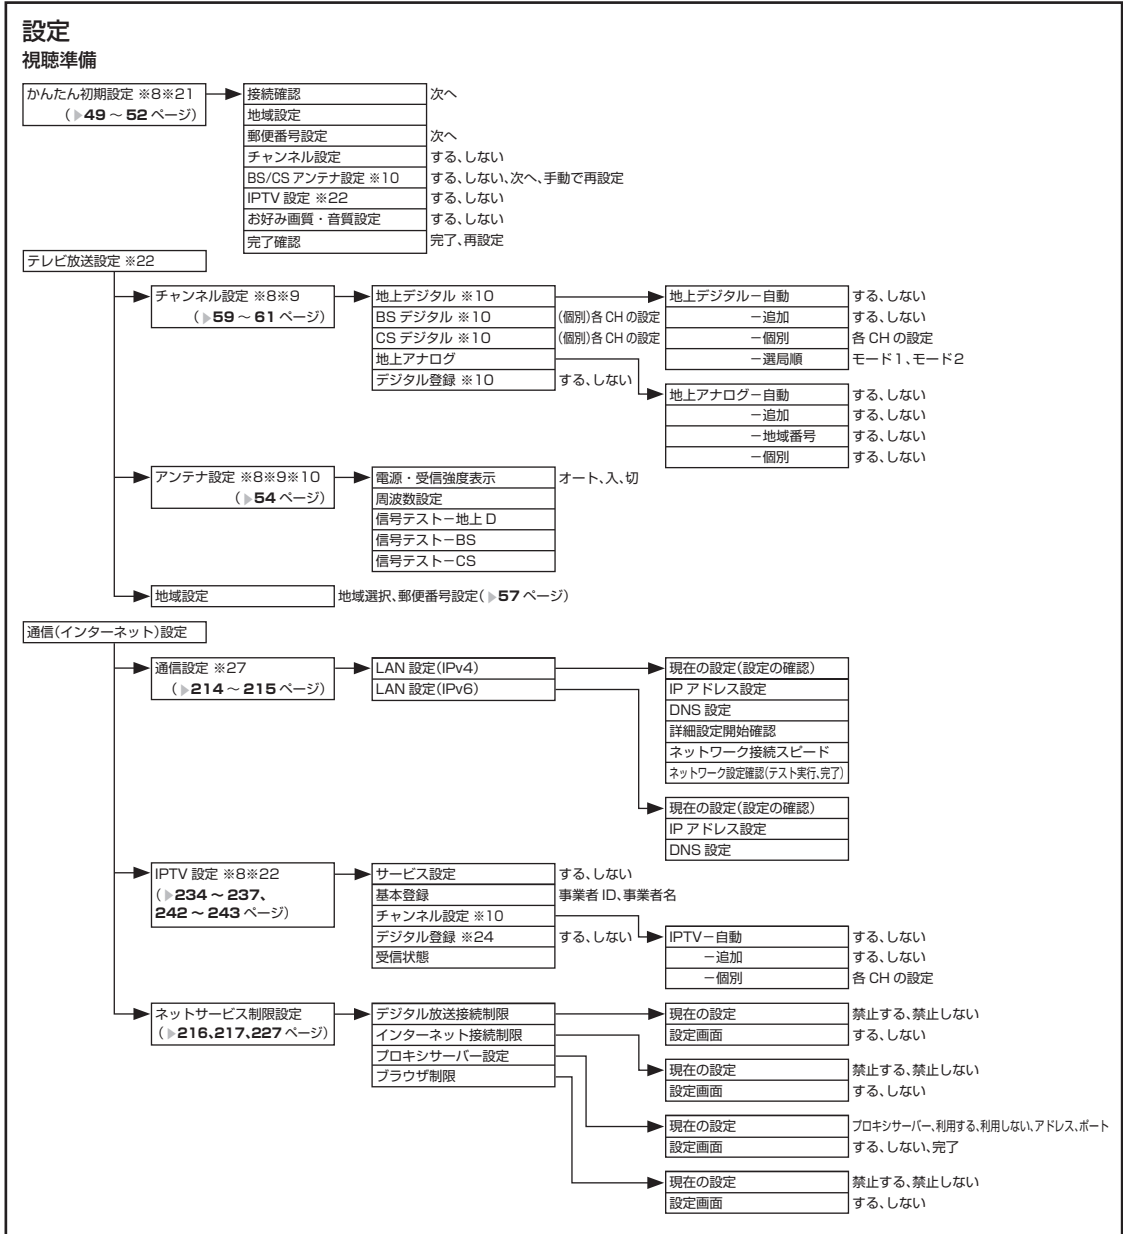 設定
視聴準備
かんたん初期設定 ※8※21
（▶49～52ページ）
接続確認 次へ
地域設定
郵便番号設定 次へ
チャンネル設定 する、しない
BS/CSアンテナ設定 ※10 する、しない、次へ、手動で再設定
IPTV設定 ※22 する、しない
お好み画質・音質設定 する、しない
完了確認 完了、再設定
テレビ放送設定 ※22
チャンネル設定 ※8※9
（▶59～61ページ）
地上デジタル ※10
BSデジタル ※10 (個別)各CHの設定
CSデジタル ※10 (個別)各CHの設定
地上アナログ
デジタル登録 ※10 する、しない
地上デジタル－自動 する、しない
－追加 する、しない
－個別 各CHの設定
－選局順 モード1、モード2
地上アナログ－自動 する、しない
－追加 する、しない
－地域番号 する、しない
－個別 する、しない
アンテナ設定 ※8※9※10
（▶54ページ）
電源・受信強度表示 オート、入、切
周波数設定
信号テスト－地上D
信号テスト－BS
信号テスト－CS
地域設定 地域選択、郵便番号設定（▶57ページ）
通信(インターネット)設定
通信設定 ※27
（▶214～215ページ）
LAN設定(IPv4)
LAN設定(IPv6)
現在の設定(設定の確認)
IPアドレス設定
DNS設定
詳細設定開始確認
ネットワーク接続スピード
ネットワーク設定確認(テスト実行、完了)
現在の設定(設定の確認)
IPアドレス設定
DNS設定
IPTV設定 ※8※22
（▶234～237、
242～243ページ）
サービス設定 する、しない
基本登録 事業者ID、事業者名
チャンネル設定 ※10
デジタル登録 ※24 する、しない
受信状態
IPTV－自動 する、しない
－追加 する、しない
－個別 各CHの設定
ネットサービス制限設定
（▶216、217、227ページ）
デジタル放送接続制限
インターネット接続制限
プロキシサーバー設定
ブラウザ制限
現在の設定 禁止する、禁止しない
設定画面 する、しない
現在の設定 禁止する、禁止しない
設定画面 する、しない
現在の設定 プロキシサーバー、利用する、利用しない、アドレス、ポート
設定画面 する、しない、完了
現在の設定 禁止する、禁止しない
設定画面 する、しない